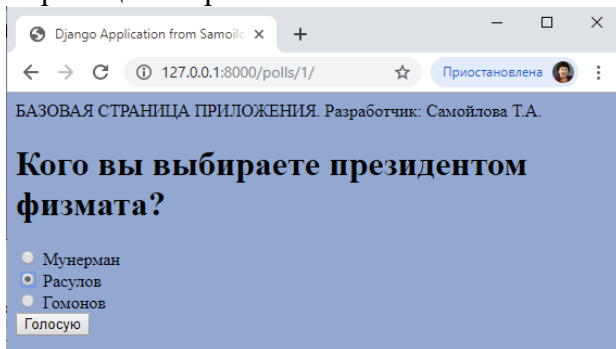 Django Application from Samoilo
127.0.0.1:8000/polls/1/
Приостановлена
БАЗОВАЯ СТРАНИЦА ПРИЛОЖЕНИЯ. Разработчик: Самойлова Т.А.
Кого вы выбираете президентом
физмата?
Мунерман
Расулов
Гомонов
Голосую